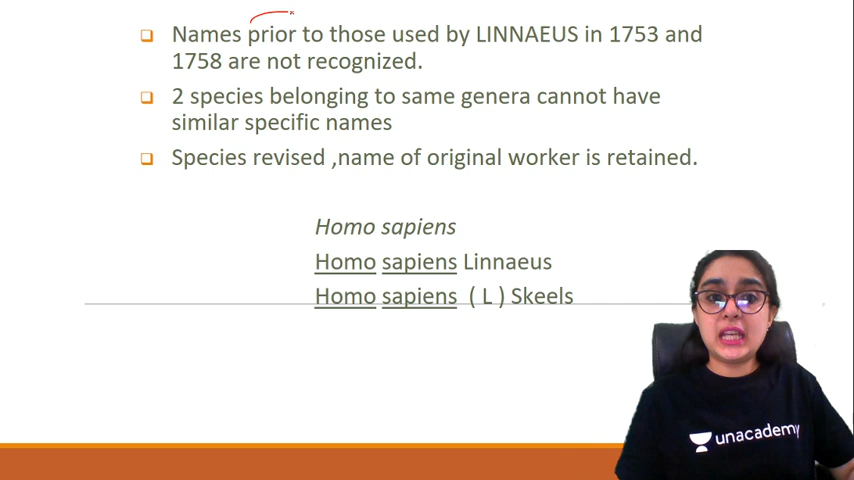 Names prior to those used by LINNAEUS in 1753 and
1758 are not recognized.
2 species belonging to same genera cannot have
similar specific names
Species revised ,name of original worker is retained.
Homo sapiens
Homo sapiens Linnaeus
Homo sapiens ( L ) Skeels
unacademy